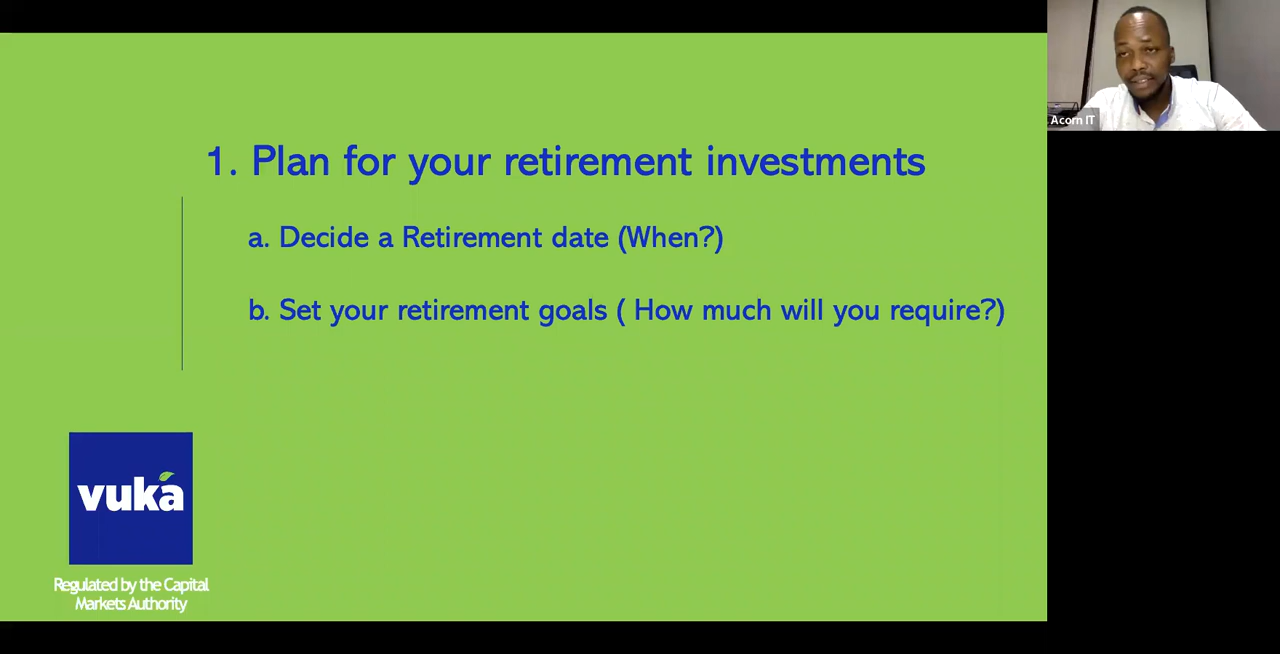 1. Plan for your retirement investments
a. Decide a Retirement date (When?)
b. Set your retirement goals ( How much will you require?)
vuka
Regulated by the Capital
Markets Authority
Acorn IT